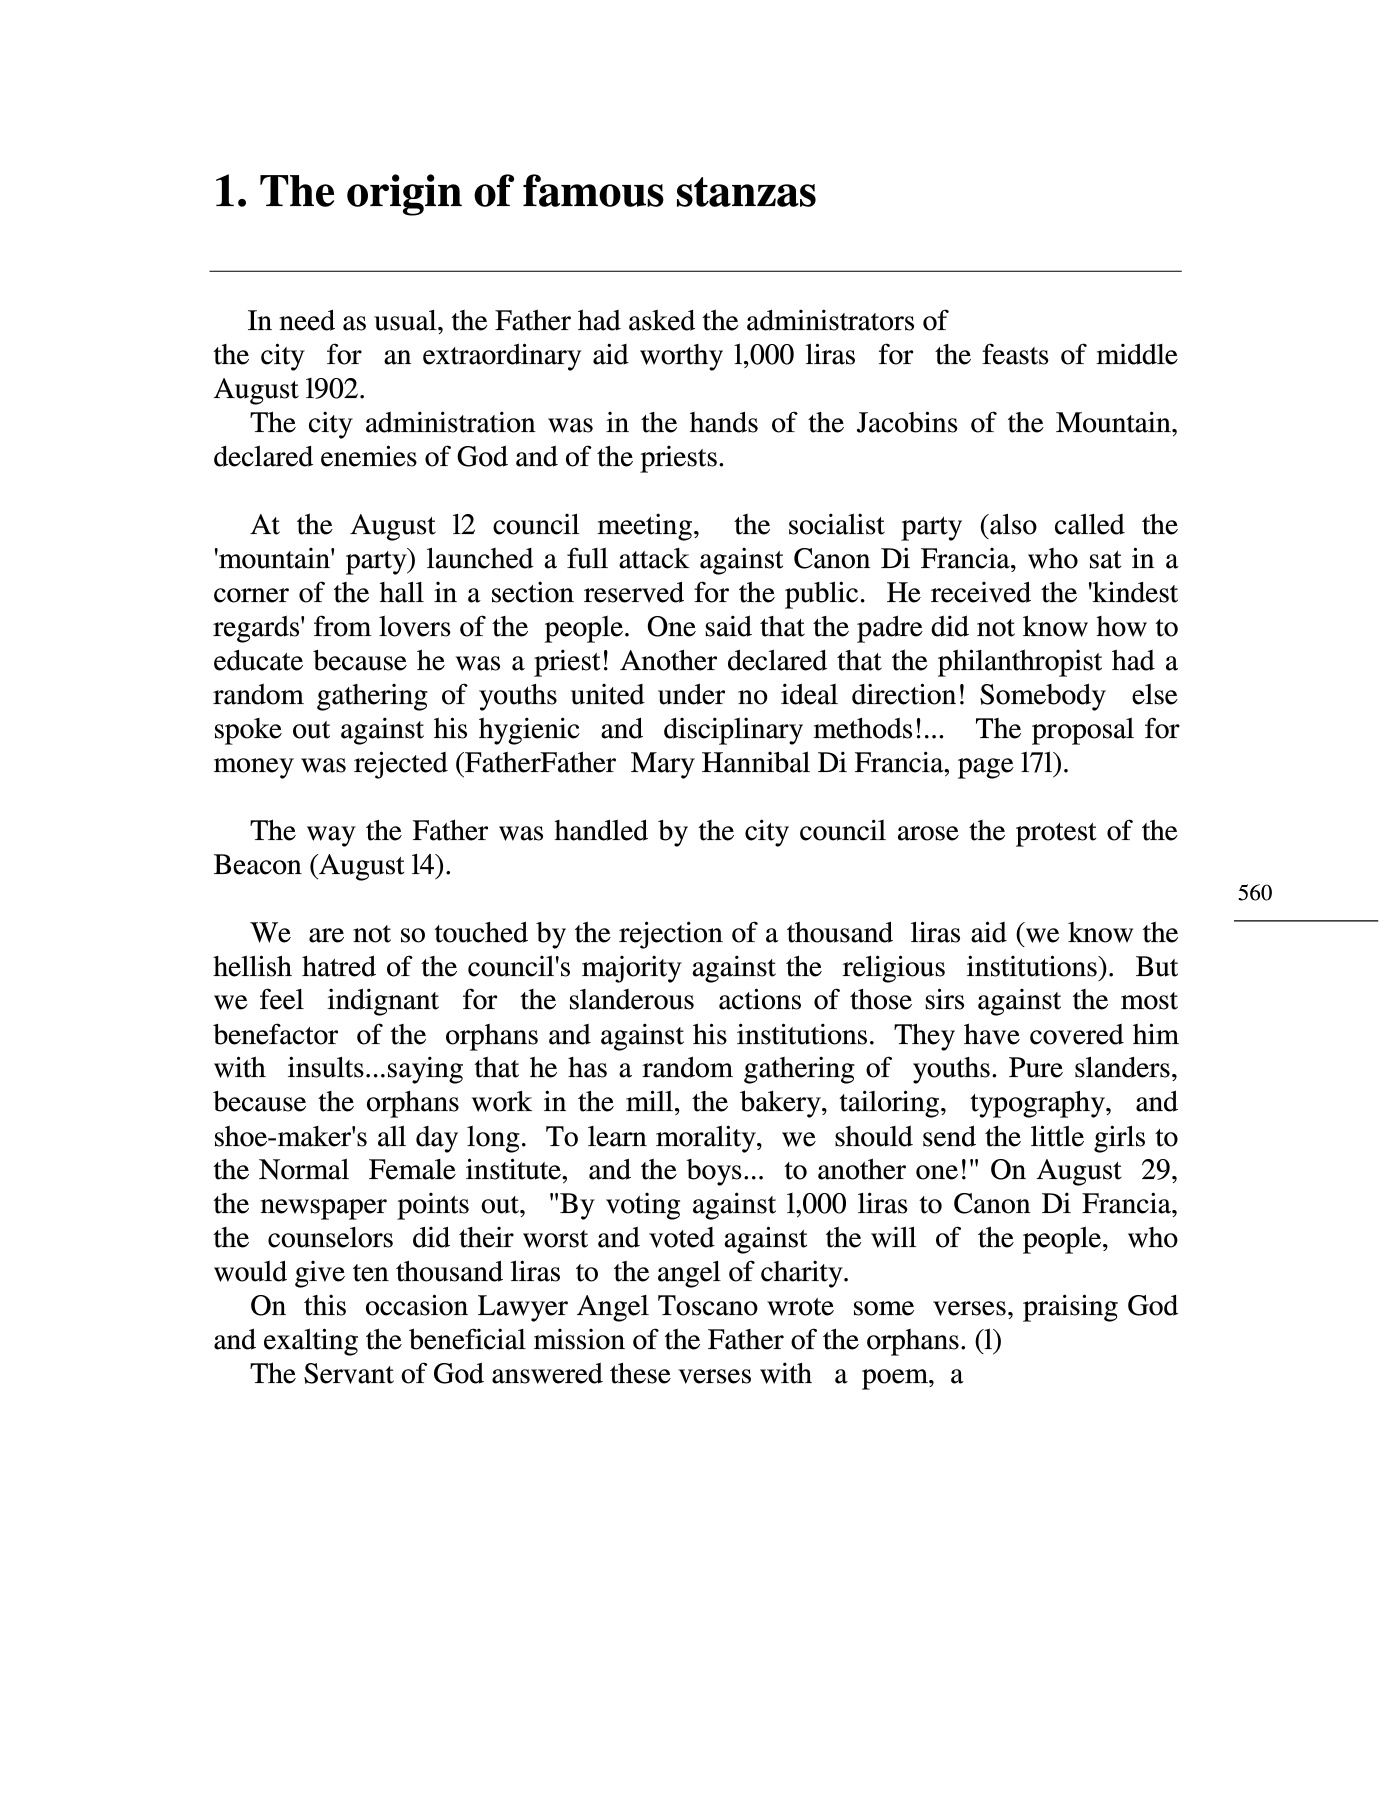 1. The origin of famous stanzas
In need as usual, the Father had asked the administrators of
the city for an extraordinary aid worthy l,000 liras for the feasts of middle
August l902.
The city administration was in the hands of the Jacobins of the Mountain,
declared enemies of God and of the priests.
At the August l2 council meeting, the socialist party (also called the
'mountain' party) launched a full attack against Canon Di Francia, who sat in a
corner of the hall in a section reserved for the public. He received the 'kindest
regards' from lovers of the people. One said that the padre did not know how to
educate because he was a priest! Another declared that the philanthropist had a
random gathering of youths united under no ideal direction! Somebody else
spoke out against his hygienic and disciplinary methods!... The proposal for
money was rejected (FatherFather Mary Hannibal Di Francia, page l7l).
The way the Father was handled by the city council arose the protest of the
Beacon (August l4).
560
We are not so touched by the rejection of a thousand liras aid (we know the
hellish hatred of the council's majority against the religious institutions). But
we feel indignant for the slanderous actions of those sirs against the most
benefactor of the orphans and against his institutions. They have covered him
with insults...saying that he has a random gathering of youths. Pure slanders,
because the orphans work in the mill, the bakery, tailoring, typography, and
shoe-maker's all day long. To learn morality, we should send the little girls to
the Normal Female institute, and the boys... to another one!" On August 29,
the newspaper points out, "By voting against l,000 liras to Canon Di Francia,
the counselors did their worst and voted against the will of the people, who
would give ten thousand liras to the angel of charity.
On this occasion Lawyer Angel Toscano wrote some verses, praising God
and exalting the beneficial mission of the Father of the orphans. (l)
The Servant of God answered these verses with a poem, a